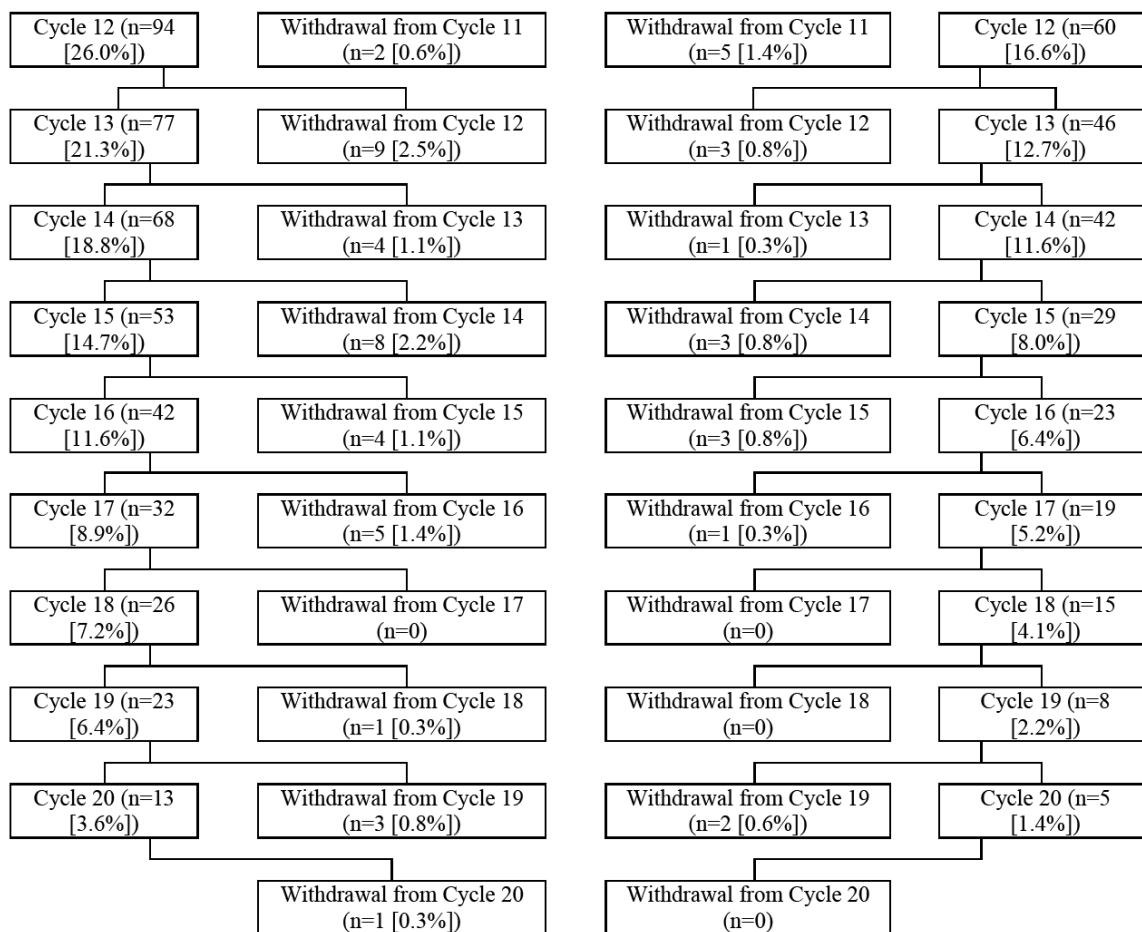 Cycle 12 (n=94
[26.0%])
Withdrawal from Cycle 11
(n=2 [0.6%])
Withdrawal from Cycle 11
(n=5 [1.4%])
Cycle 12 (n=60
[16.6%])
Cycle 13 (n=77
[21.3%])
Withdrawal from Cycle 12
(n=9 [2.5%])
Withdrawal from Cycle 12
(n=3 [0.8%])
Cycle 13 (n=46
[12.7%])
Cycle 14 (n=68
[18.8%])
Withdrawal from Cycle 13
(n=4 [1.1%])
Withdrawal from Cycle 13
(n=1 [0.3%])
Cycle 14 (n=42
[11.6%])
Cycle 15 (n=53
[14.7%])
Withdrawal from Cycle 14
(n=8 [2.2%])
Withdrawal from Cycle 14
(n=3 [0.8%])
Cycle 15 (n=29
[8.0%])
Cycle 16 (n=42
[11.6%])
Withdrawal from Cycle 15
(n=4 [1.1%])
Withdrawal from Cycle 15
(n=3 [0.8%])
Cycle 16 (n=23
[6.4%])
Cycle 17 (n=32
[8.9%])
Withdrawal from Cycle 16
(n=5 [1.4%])
Withdrawal from Cycle 16
(n=1 [0.3%])
Cycle 17 (n=19
[5.2%])
Cycle 18 (n=26
[7.2%])
Withdrawal from Cycle 17
(n=0)
Withdrawal from Cycle 17
(n=0)
Cycle 18 (n=15
[4.1%])
Cycle 19 (n=23
[6.4%])
Withdrawal from Cycle 18
(n=1 [0.3%])
Withdrawal from Cycle 18
(n=0)
Cycle 19 (n=8
[2.2%])
Cycle 20 (n=13
[3.6%])
Withdrawal from Cycle 19
(n=3 [0.8%])
Withdrawal from Cycle 19
(n=2 [0.6%])
Cycle 20 (n=5
[1.4%])
Withdrawal from Cycle 20
(n=1 [0.3%])
Withdrawal from Cycle 20
(n=0)